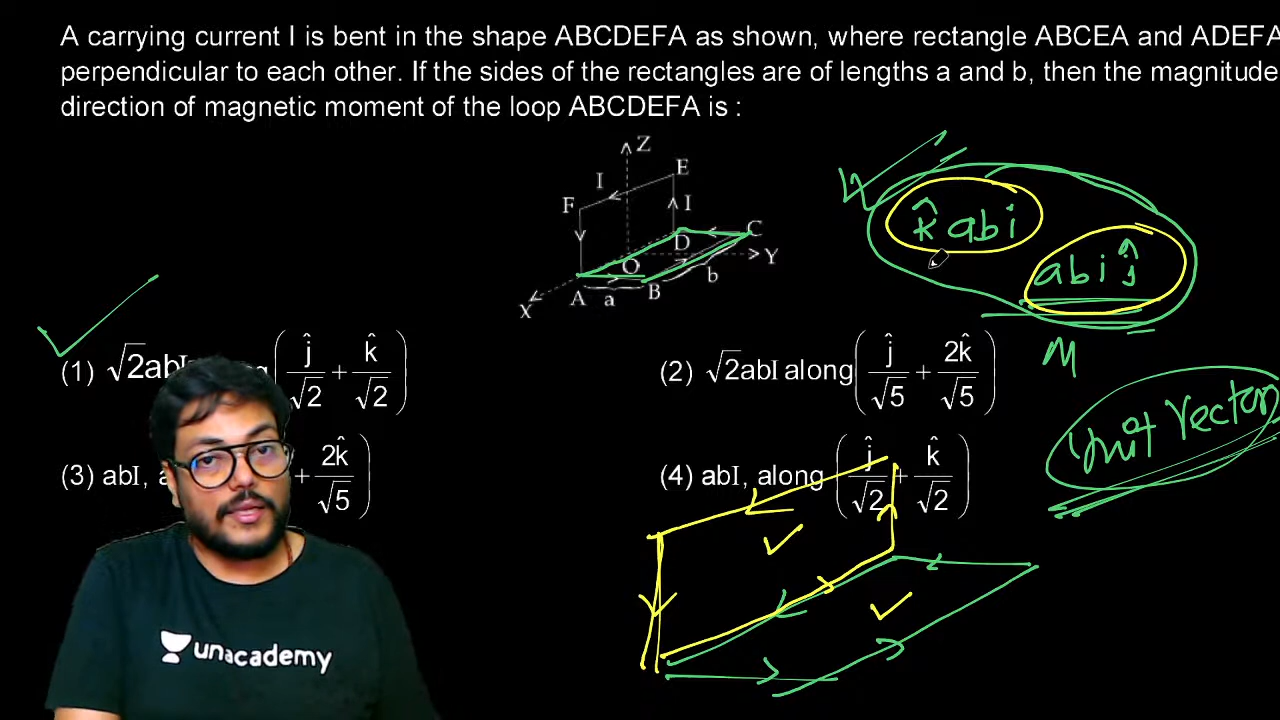 A carrying current I is bent in the shape ABCDEFA as shown, where rectangle ABCEA and ADEFA
perpendicular to each other. If the sides of the rectangles are of lengths a and b, then the magnitude
direction of magnetic moment of the loop ABCDEFA is :
Z
E
I
F
I
C
D
O
Y
b
A a B
X
k̂ abi
abi ĵ
M
Unit Vector
(1) √2abI (ĵ/√2 + k̂/√2)
(2) √2abI along (ĵ/√5 + 2k̂/√5)
(3) abI, + 2k̂/√5)
(4) abI, along (ĵ/√2 + k̂/√2)
unacademy